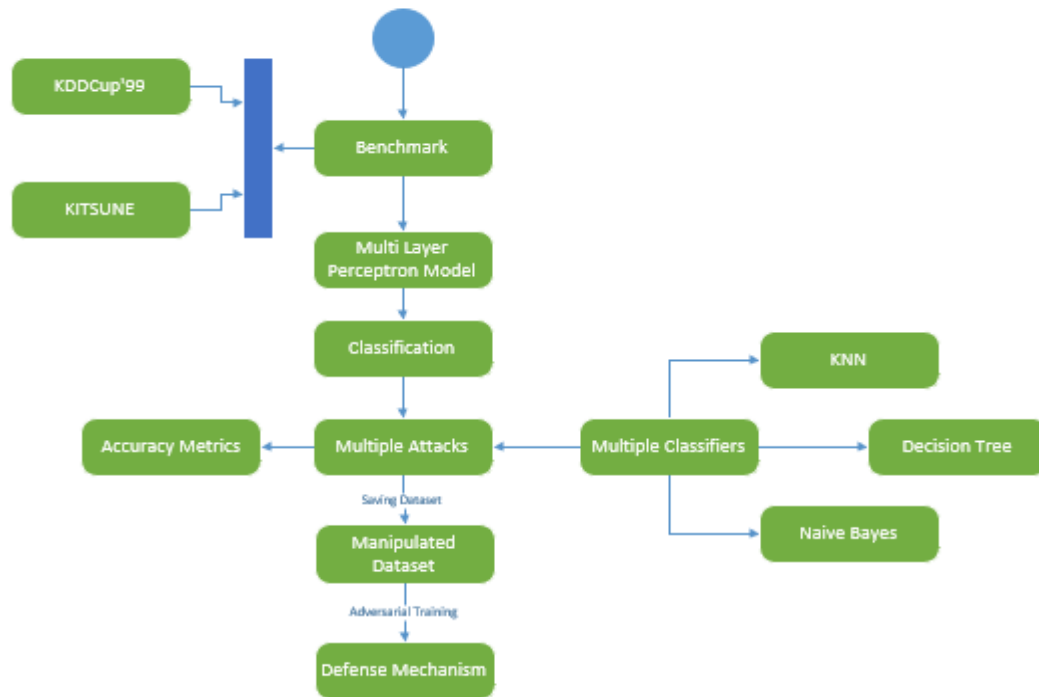 KDDCup'99
Benchmark
KITSUNE
Multi Layer
Perceptron Model
Classification
KNN
Accuracy Metrics
Multiple Attacks
Multiple Classifiers
Decision Tree
Saving Dataset
Manipulated
Dataset
Naive Bayes
Adversarial Training
Defense Mechanism